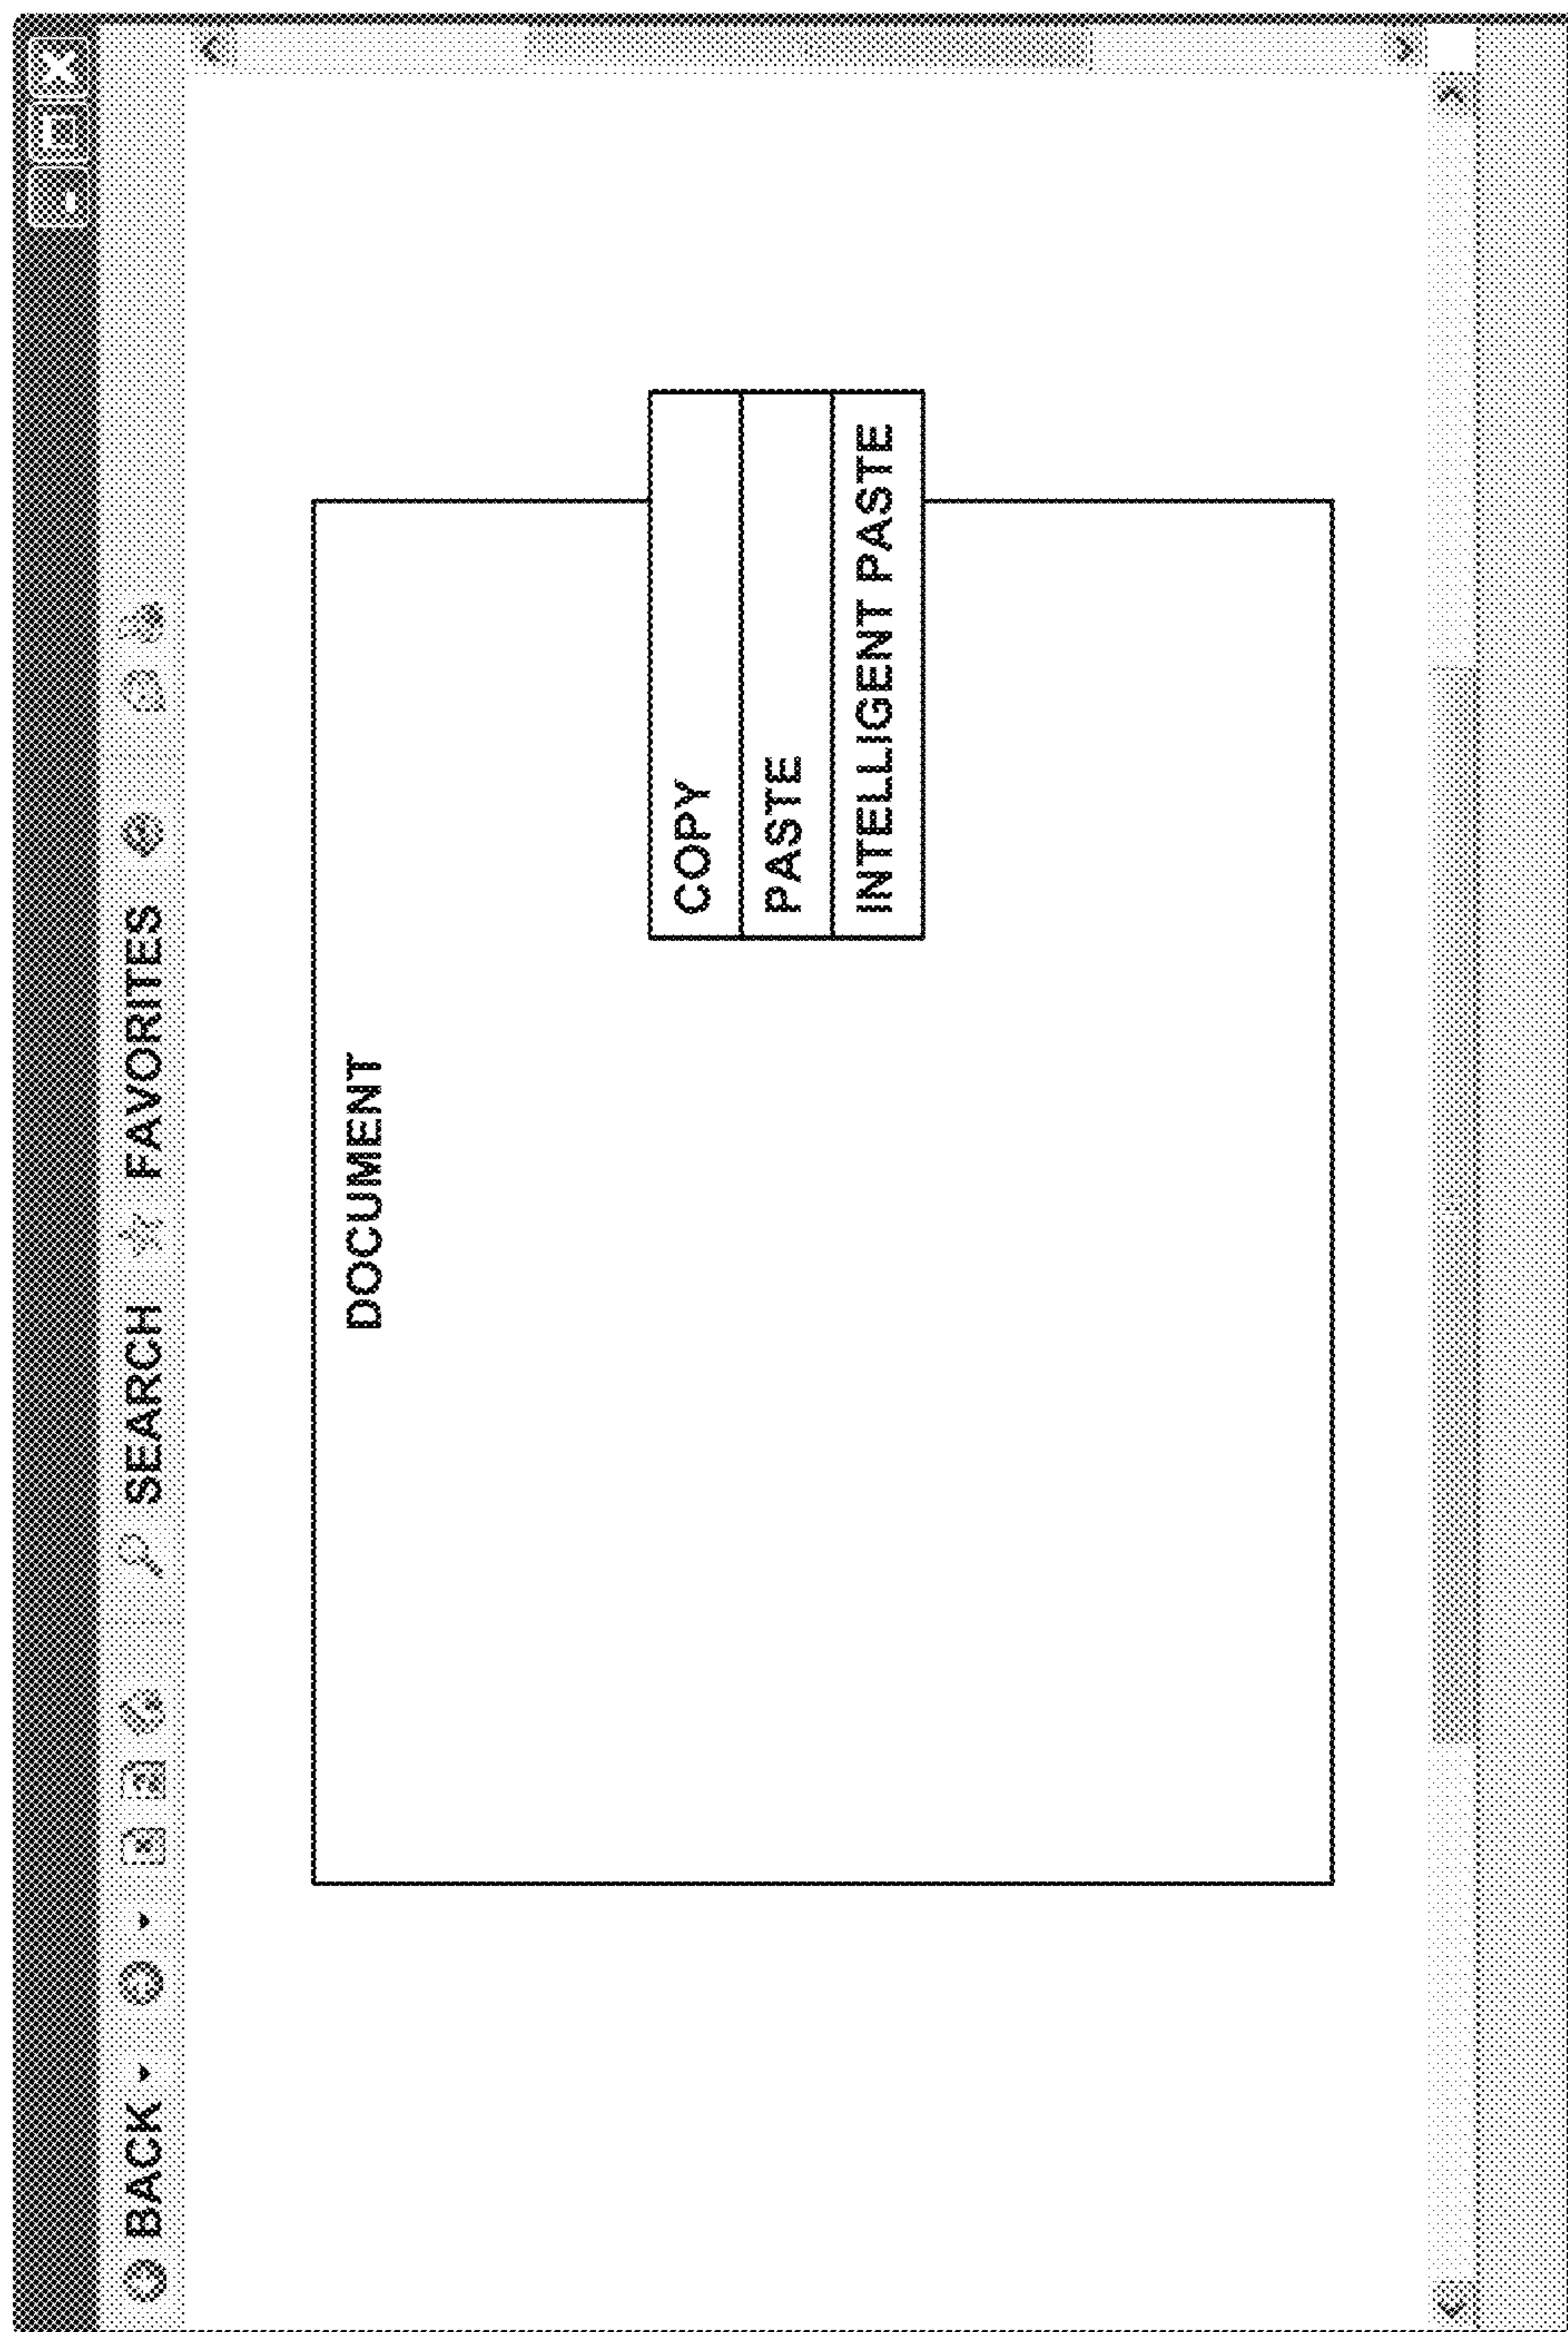 BACK SEARCH FAVORITES
DOCUMENT
COPY
PASTE
INTELLIGENT PASTE